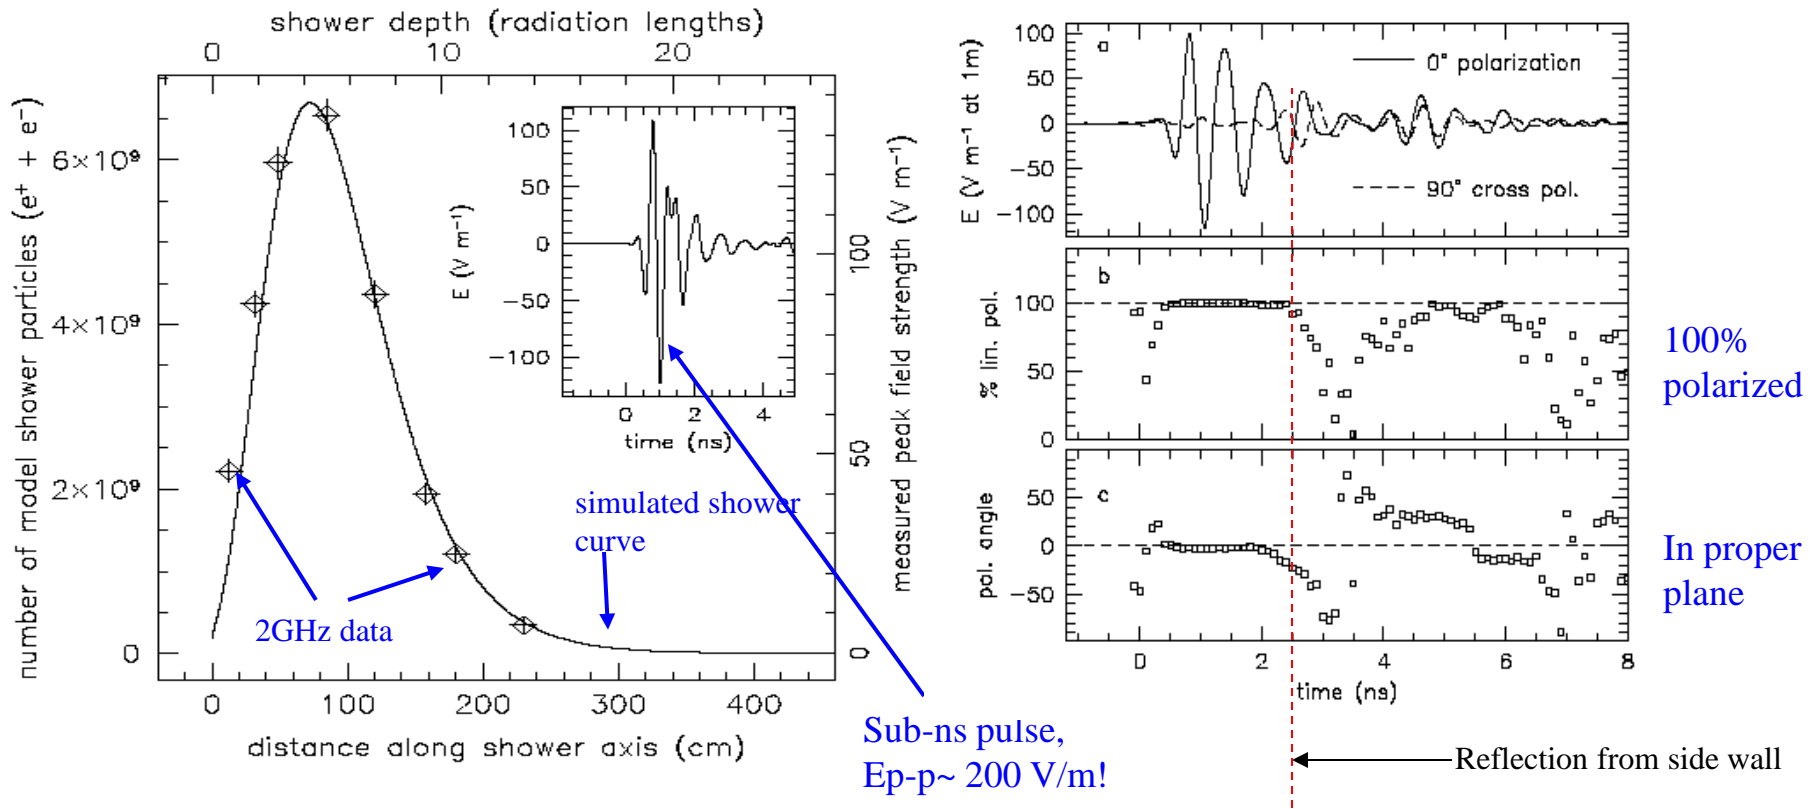 shower depth (radiation lengths)
0 10 20
number of model shower particles (e⁺ + e⁻)
6×10⁹
4×10⁹
2×10⁹
0
0 100 200 300 400
distance along shower axis (cm)
measured peak field strength (V m⁻¹)
100
50
0
E (V m⁻¹)
100
50
0
−50
−100
0 2 4
time (ns)
simulated shower
curve
2GHz data
Sub-ns pulse,
Ep-p~ 200 V/m!
E (V m⁻¹ at 1m)
100
50
0
−50
−100
a
0° polarization
90° cross pol.
% lin. pol.
100
50
0
b
100%
polarized
pol. angle
50
0
−50
c
In proper
plane
0 2 4 6 8
time (ns)
Reflection from side wall